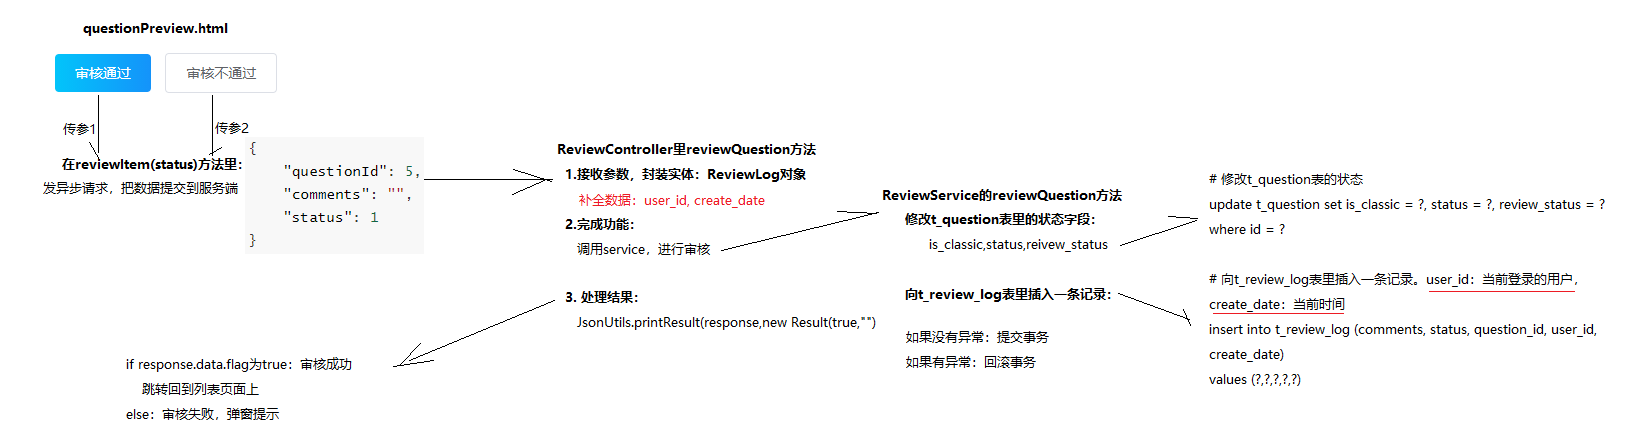 questionPreview.html
审核通过
审核不通过
传参1
传参2
在reviewItem(status)方法里：
发异步请求，把数据提交到服务端
{
"questionId": 5,
"comments": "",
"status": 1
}
ReviewController里reviewQuestion方法
1.接收参数，封装实体：ReviewLog对象
补全数据：user_id, create_date
2.完成功能：
调用service，进行审核
3. 处理结果：
JsonUtils.printResult(response,new Result(true,"")
if response.data.flag为true：审核成功
跳转回到列表页面上
else：审核失败，弹窗提示
ReviewService的reviewQuestion方法
修改t_question表里的状态字段：
is_classic,status,reivew_status
向t_review_log表里插入一条记录：
如果没有异常：提交事务
如果有异常：回滚事务
# 修改t_question表的状态
update t_question set is_classic = ?, status = ?, review_status = ?
where id = ?
# 向t_review_log表里插入一条记录。user_id：当前登录的用户，
create_date：当前时间
insert into t_review_log (comments, status, question_id, user_id,
create_date)
values (?,?,?,?,?)